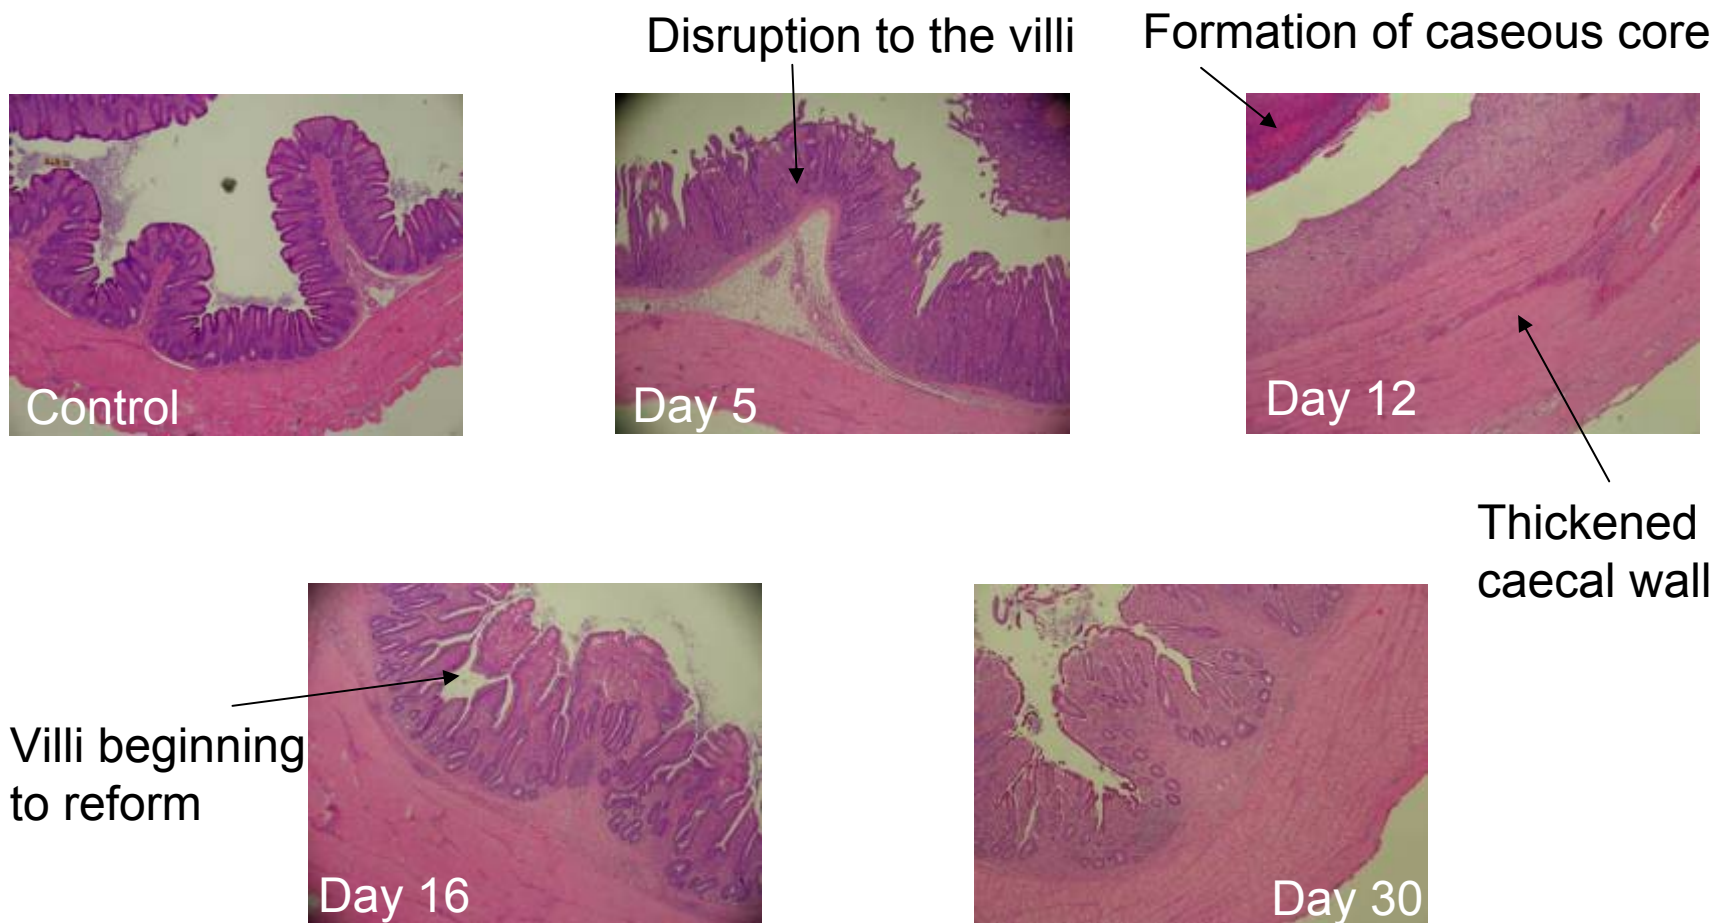 Disruption to the villi
Formation of caseous core
Control
Day 5
Day 12
Thickened
caecal wall
Villi beginning
to reform
Day 16
Day 30